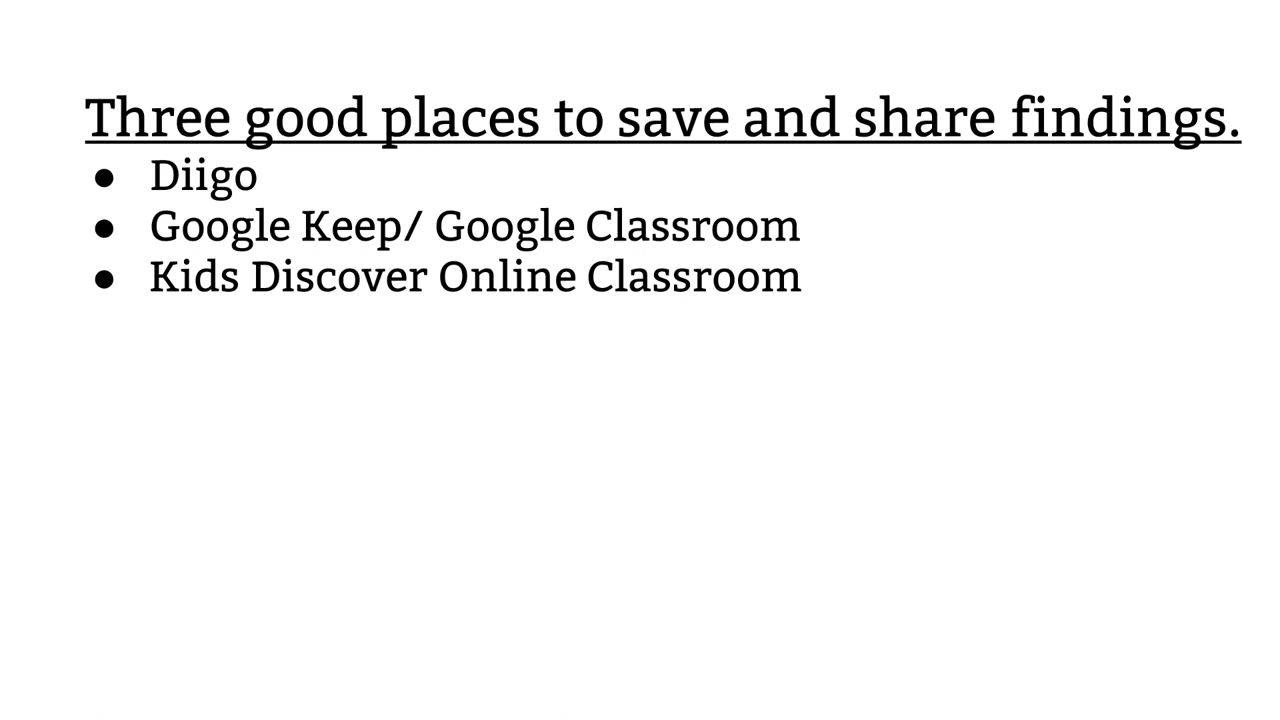 Three good places to save and share findings.
● Diigo
● Google Keep/ Google Classroom
● Kids Discover Online Classroom